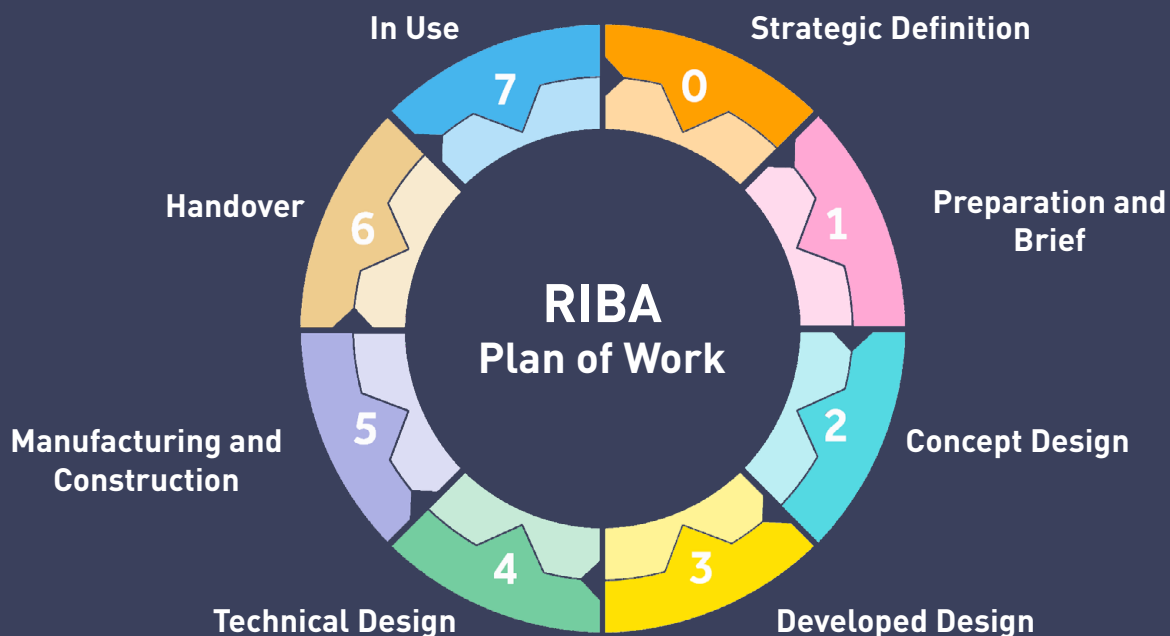 In Use
Strategic Definition
7
0
Handover
6
1
Preparation and
Brief
RIBA
Plan of Work
5
2
Manufacturing and
Construction
Concept Design
4
3
Technical Design
Developed Design